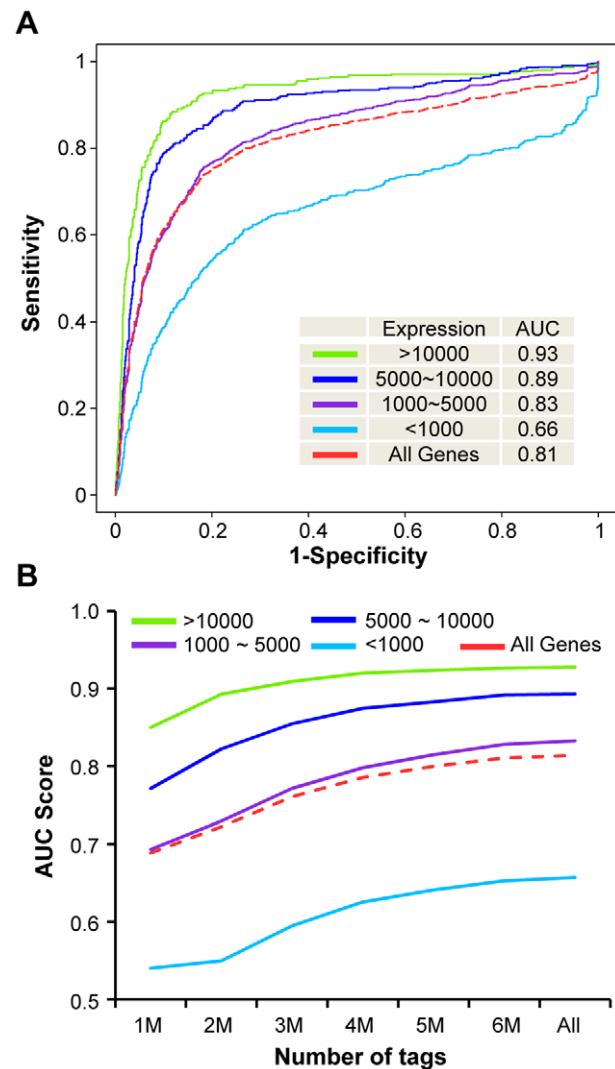 A
Sensitivity
1
0.8
0.6
0.4
0.2
0
Expression AUC
>10000 0.93
5000~10000 0.89
1000~5000 0.83
<1000 0.66
All Genes 0.81
0 0.2 0.4 0.6 0.8 1
1-Specificity
B
AUC Score
1.0
0.9
0.8
0.7
0.6
0.5
>10000 5000 ~ 10000
1000 ~ 5000 <1000 All Genes
1M 2M 3M 4M 5M 6M All
Number of tags